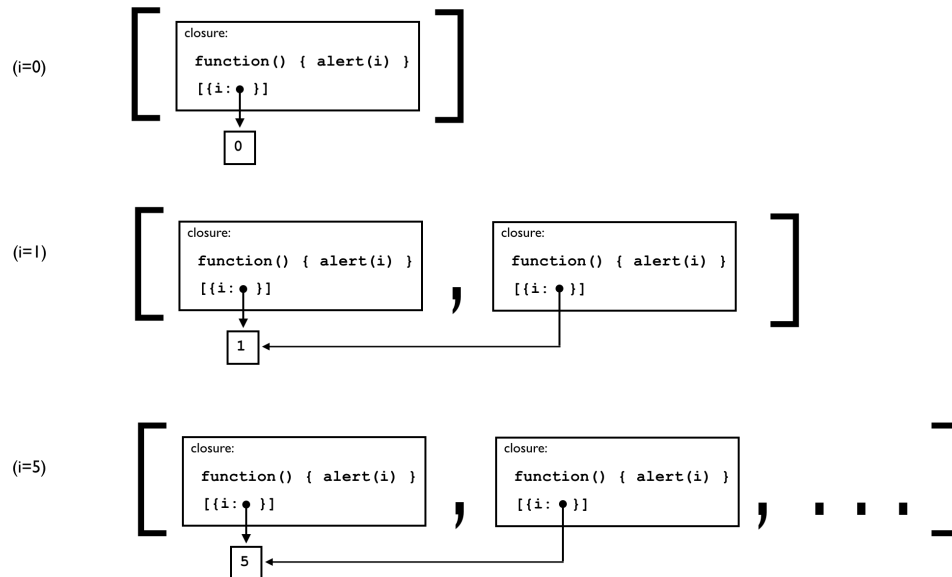 closure:
function() { alert(i) }
(i=0)
[{i: }]
0
closure: closure:
(i=1)
function() { alert(i) } function() { alert(i) }
[{i: }] , [{i: }]
1
closure: closure:
(i=5)
function() { alert(i) } function() { alert(i) }
[{i: }] , [{i: }] , ...
5